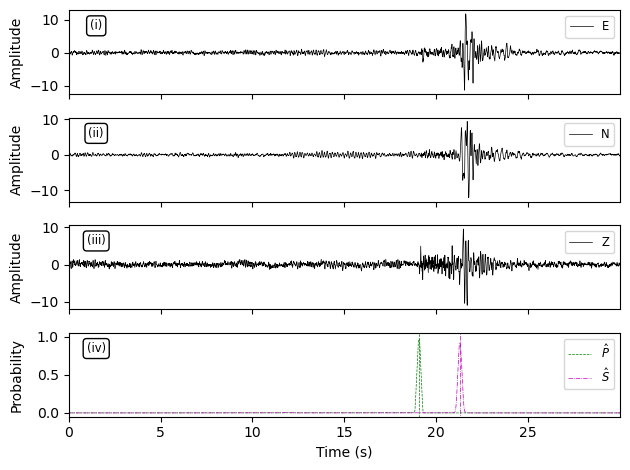 (i)
E
10
0
−10
Amplitude
(ii)
N
10
0
−10
Amplitude
(iii)
Z
10
0
−10
Amplitude
(iv)
P̂
Ŝ
1.0
0.5
0.0
Probability
0 5 10 15 20 25
Time (s)